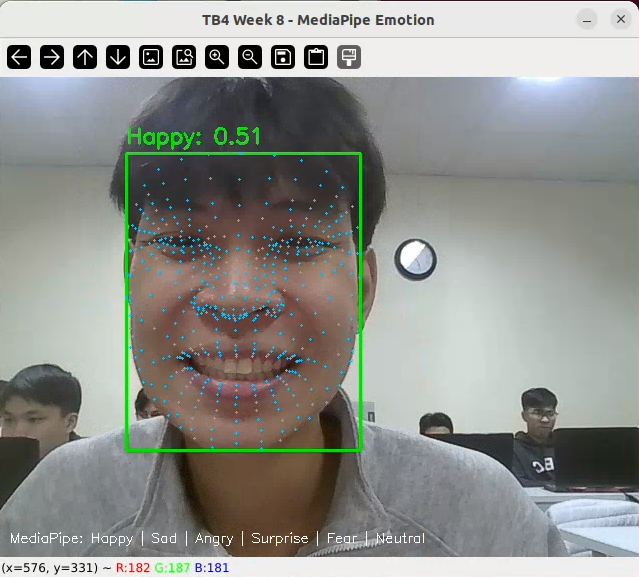 TB4 Week 8 - MediaPipe Emotion
Happy: 0.51
MediaPipe: Happy | Sad | Angry | Surprise | Fear | Neutral
(x=576, y=331) ~ R:182 G:187 B:181